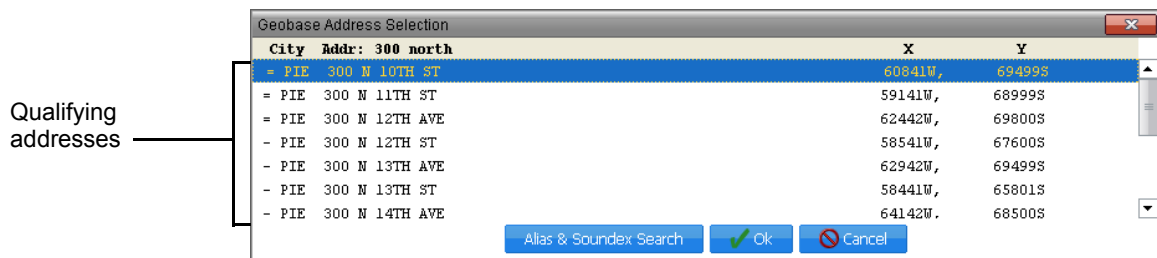 Geobase Address Selection
City Addr: 300 north X Y
= PIE 300 N 10TH ST 60841W, 69499S
= PIE 300 N 11TH ST 59141W, 68999S
= PIE 300 N 12TH AVE 62442W, 69800S
- PIE 300 N 12TH ST 58541W, 67600S
- PIE 300 N 13TH AVE 62942W, 69499S
- PIE 300 N 13TH ST 58441W, 65801S
- PIE 300 N 14TH AVE 64142W, 68500S
Qualifying
addresses
Alias & Soundex Search Ok Cancel